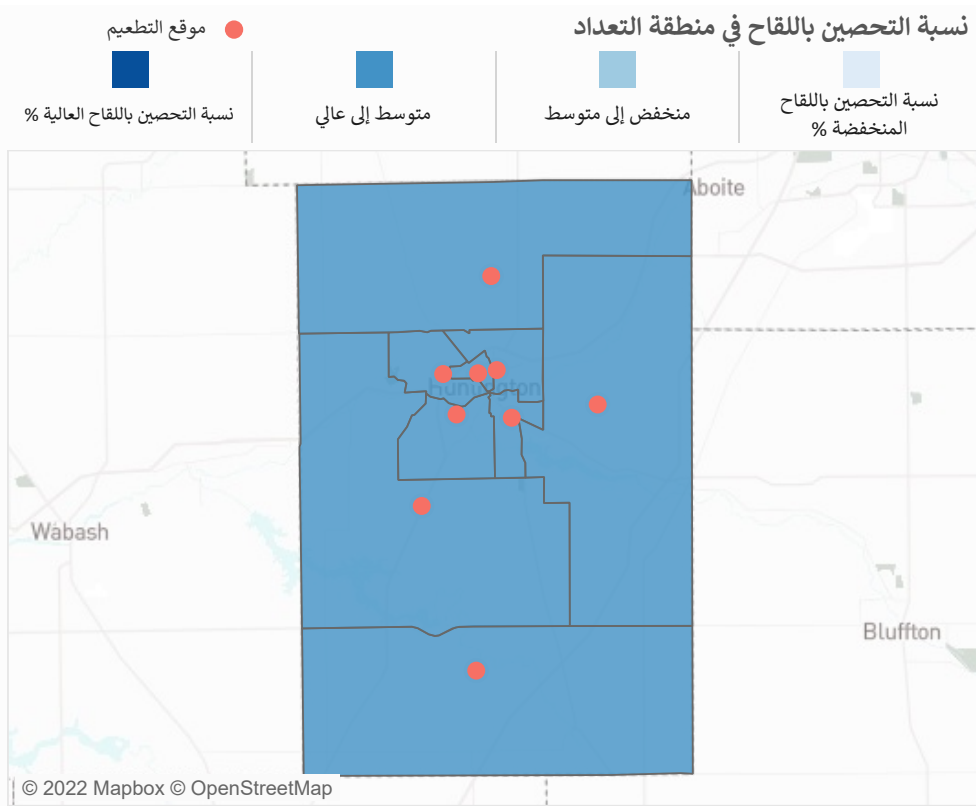 نسبة التحصين باللقاح في منطقة التعداد
موقع التطعيم
نسبة التحصين باللقاح
المنخفضة %
منخفض إلى متوسط
متوسط إلى عالي
نسبة التحصين باللقاح العالية %
Aboite
Huntington
Wabash
Bluffton
© 2022 Mapbox © OpenStreetMap